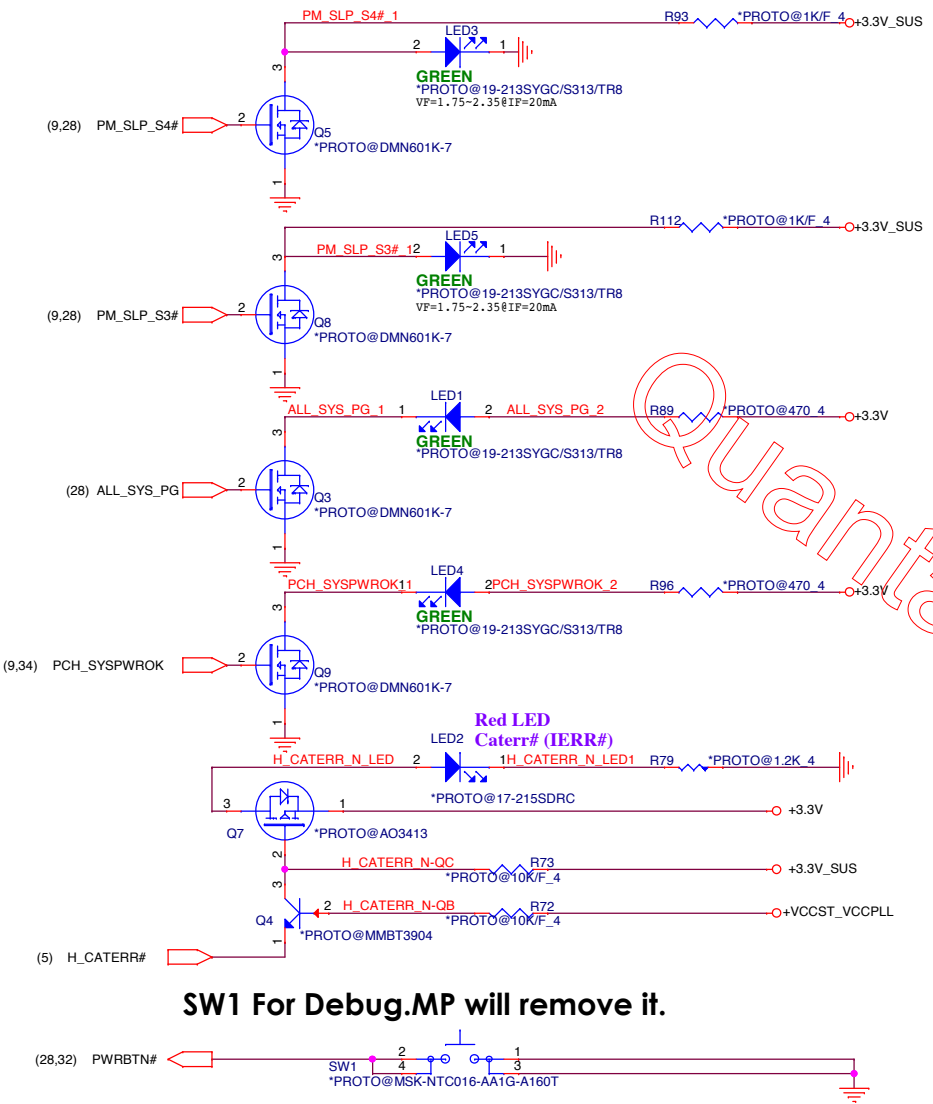 PM_SLP_S4#_1
R93
*PROTO@1K/F_4
+3.3V_SUS
LED3
2
1
3
GREEN
*PROTO@19-213SYGC/S313/TR8
VF=1.75~2.35@IF=20mA
(9,28) PM_SLP_S4#
2
Q5
*PROTO@DMN601K-7
1
R112
*PROTO@1K/F_4
+3.3V_SUS
LED5
PM_SLP_S3#_1
2
1
3
GREEN
*PROTO@19-213SYGC/S313/TR8
VF=1.75~2.35@IF=20mA
(9,28) PM_SLP_S3#
2
Q8
*PROTO@DMN601K-7
1
LED1
ALL_SYS_PG_1
1
2
ALL_SYS_PG_2
R89
*PROTO@470_4
+3.3V
3
GREEN
*PROTO@19-213SYGC/S313/TR8
(28) ALL_SYS_PG
2
Q3
*PROTO@DMN601K-7
1
Quanta
LED4
PCH_SYSPWROK_1
1
2
PCH_SYSPWROK_2
R96
*PROTO@470_4
+3.3V
3
GREEN
*PROTO@19-213SYGC/S313/TR8
(9,34) PCH_SYSPWROK
2
Q9
*PROTO@DMN601K-7
1
Red LED
Caterr# (IERR#)
LED2
H_CATERR_N_LED
2
1
H_CATERR_N_LED1
R79
*PROTO@1.2K_4
*PROTO@17-215SDRC
3
1
+3.3V
Q7
*PROTO@AO3413
2
H_CATERR_N-QC
R73
*PROTO@10K/F_4
+3.3V_SUS
3
2
H_CATERR_N-QB
R72
*PROTO@10K/F_4
+VCCST_VCCPLL
Q4
*PROTO@MMBT3904
1
(5) H_CATERR#
SW1 For Debug.MP will remove it.
(28,32) PWRBTN#
2
1
4
3
SW1
*PROTO@MSK-NTC016-AA1G-A160T